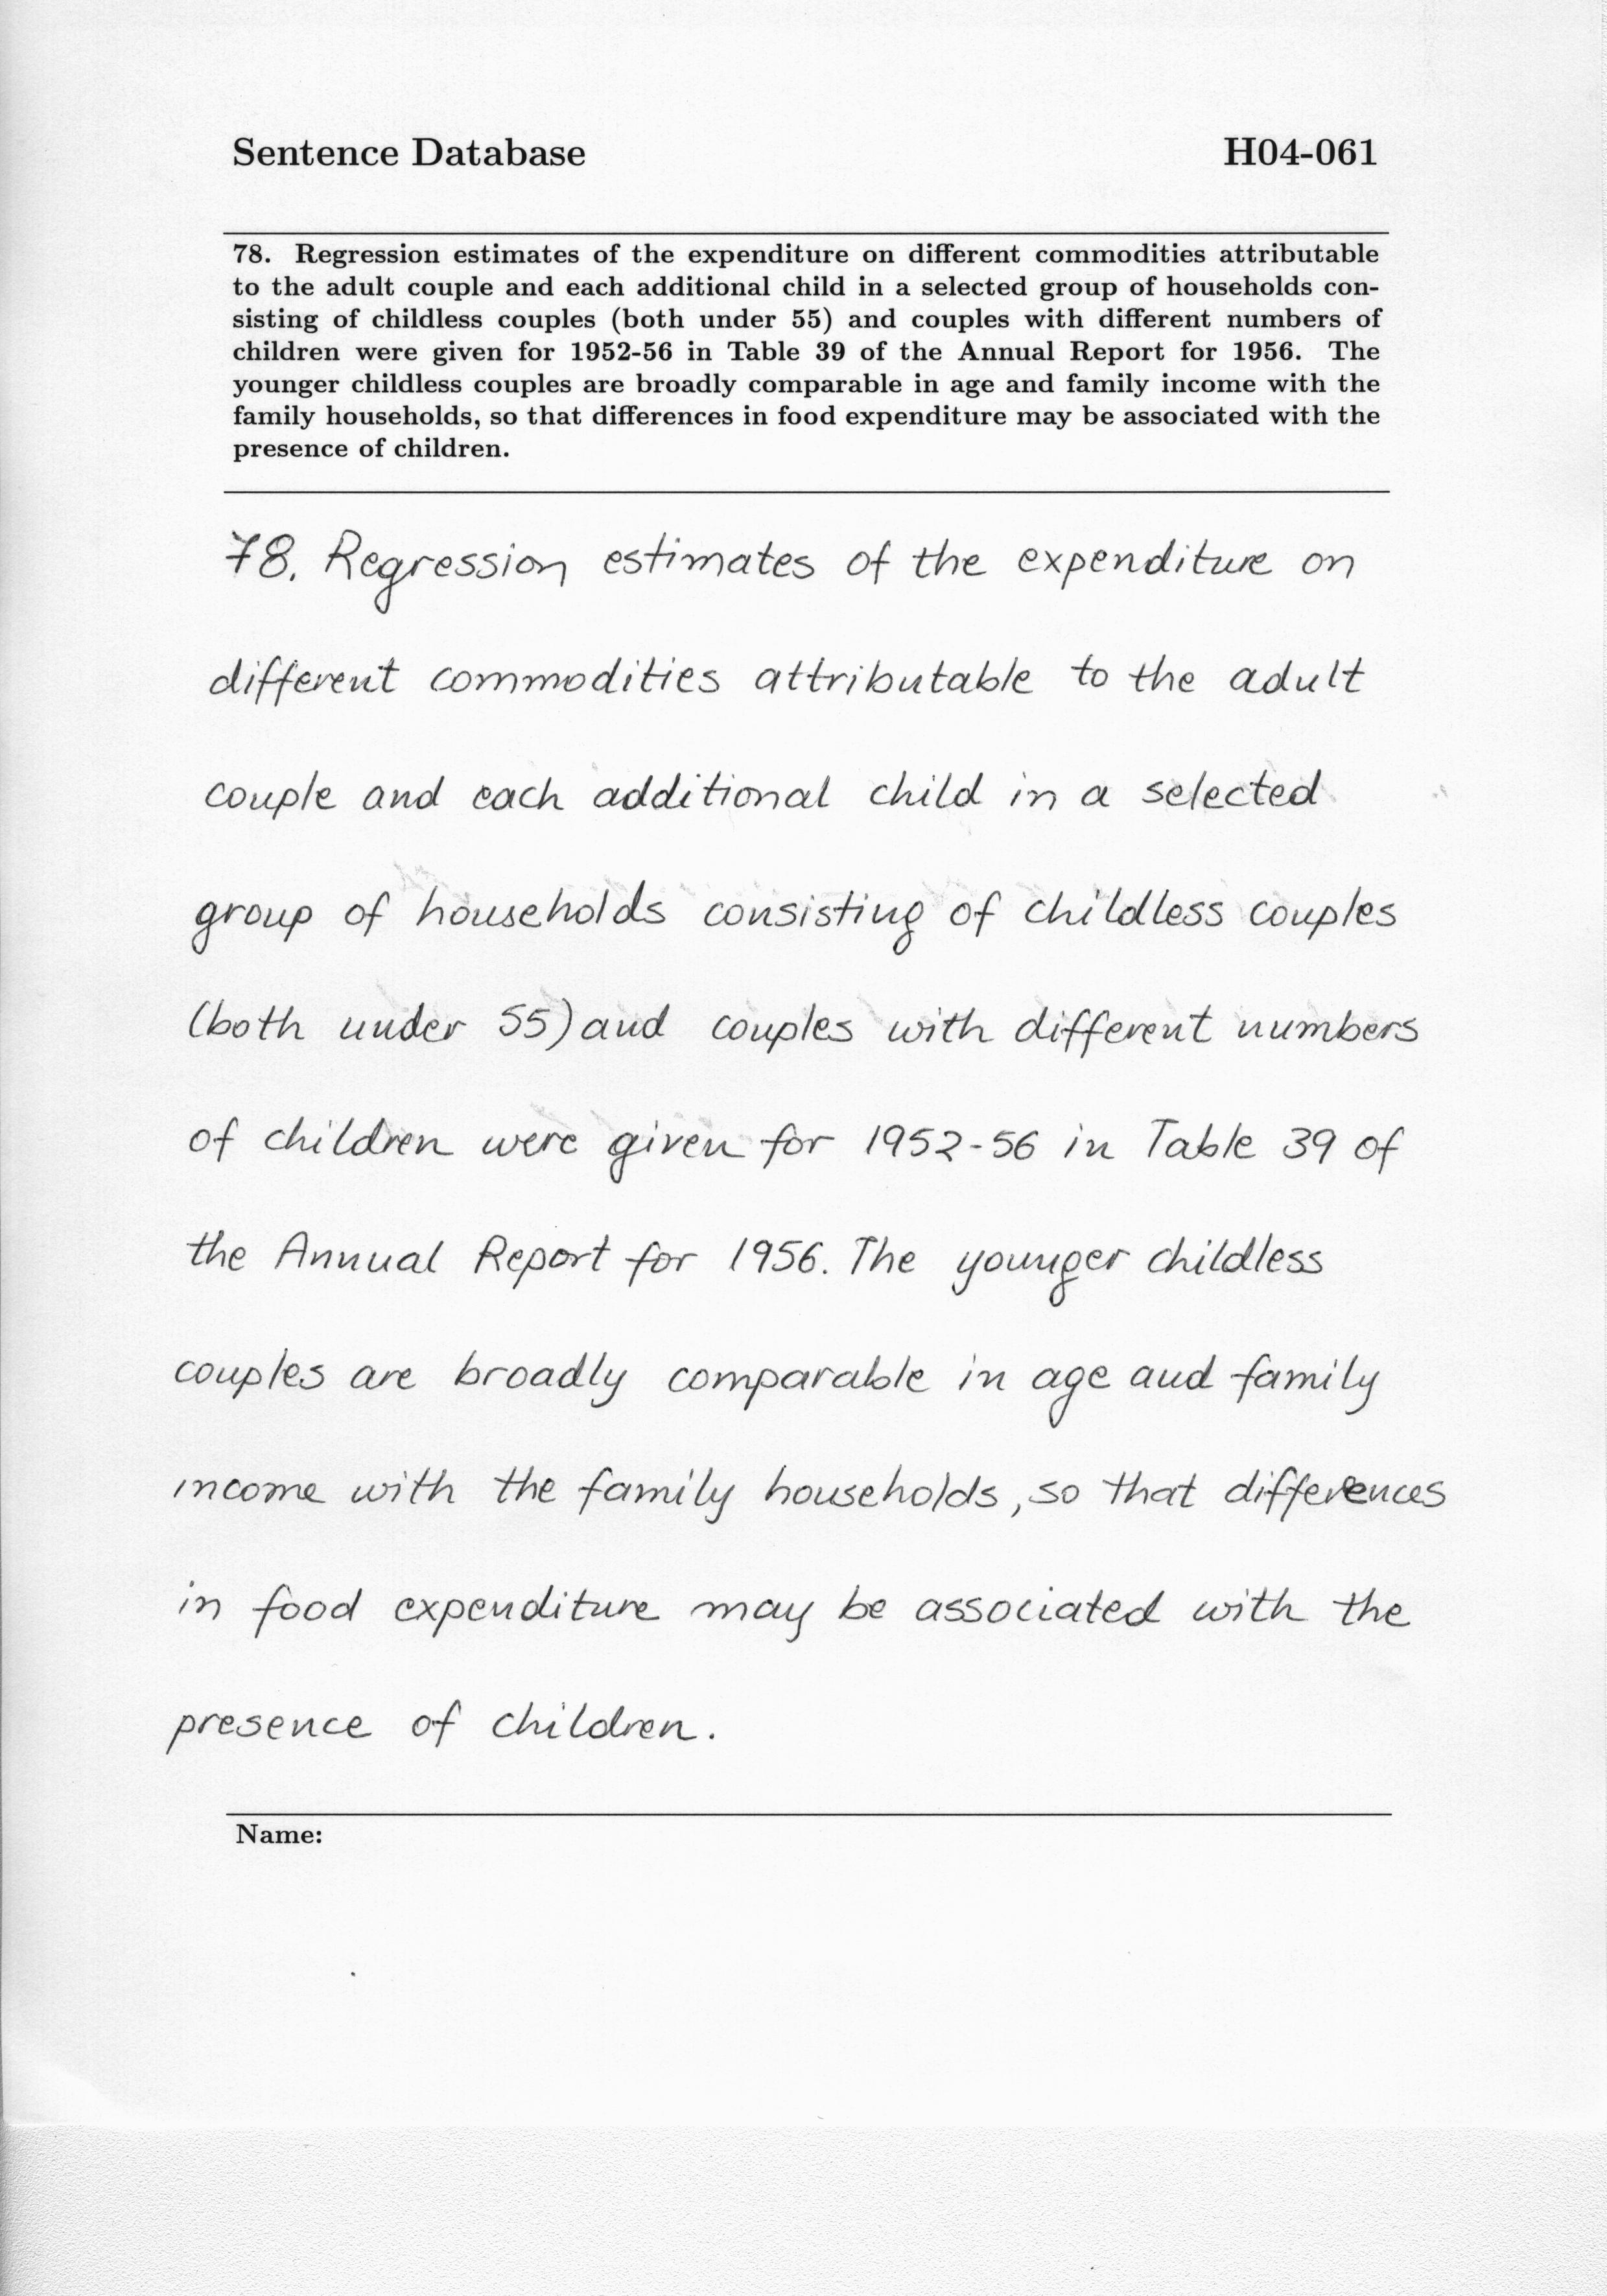 Sentence Database H04-061
78. Regression estimates of the expenditure on different commodities attributable
to the adult couple and each additional child in a selected group of households con-
sisting of childless couples (both under 55) and couples with different numbers of
children were given for 1952-56 in Table 39 of the Annual Report for 1956. The
younger childless couples are broadly comparable in age and family income with the
family households, so that differences in food expenditure may be associated with the
presence of children.
78. Regression estimates of the expenditure on
different commodities attributable to the adult
couple and each additional child in a selected
group of households consisting of childless couples
(both under 55) and couples with different numbers
of children were given for 1952-56 in Table 39 of
the Annual Report for 1956. The younger childless
couples are broadly comparable in age and family
income with the family households, so that differences
in food expenditure may be associated with the
presence of children.
Name: